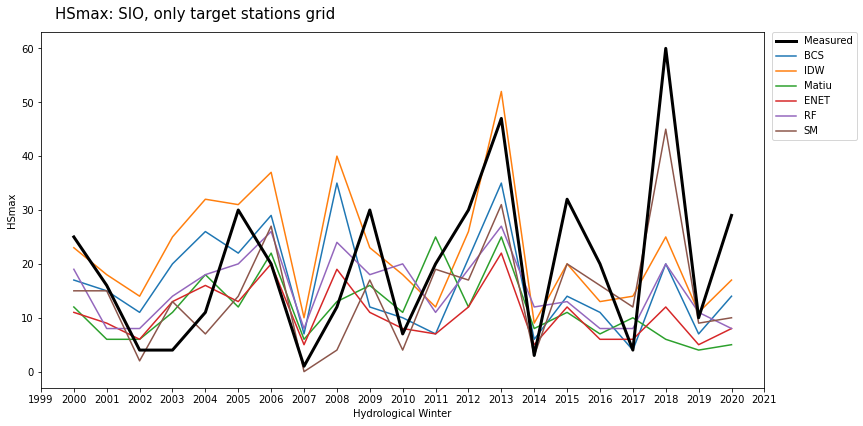 HSmax: SIO, only target stations grid
Measured
BCS
IDW
Matiu
ENET
RF
SM
60
50
40
30
20
10
0
HSmax
1999 2000 2001 2002 2003 2004 2005 2006 2007 2008 2009 2010 2011 2012 2013 2014 2015 2016 2017 2018 2019 2020 2021
Hydrological Winter